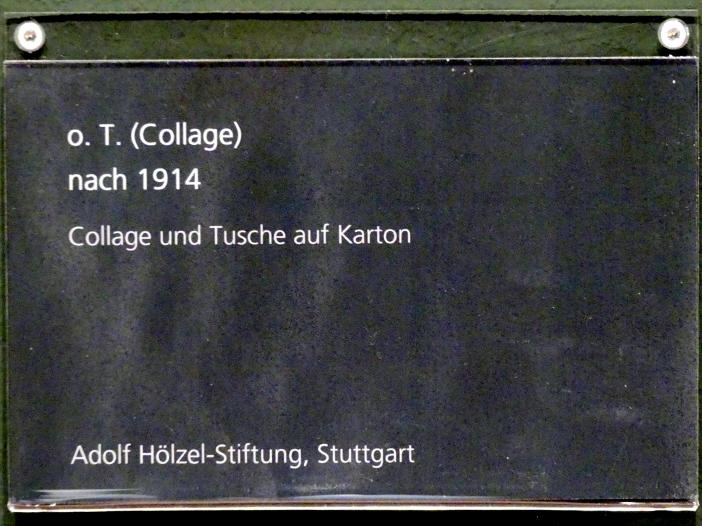 o. T. (Collage)
nach 1914
Collage und Tusche auf Karton
Adolf Hölzel-Stiftung, Stuttgart